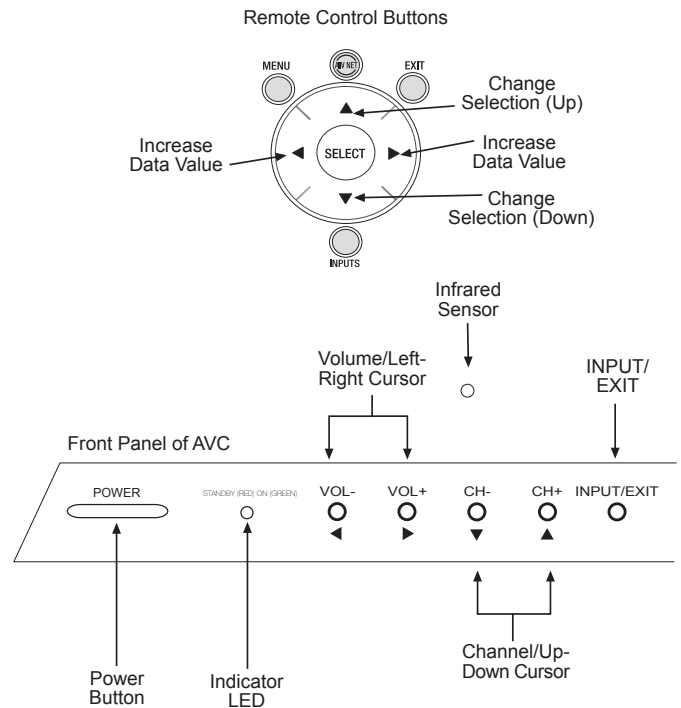 Remote Control Buttons
MENU
A/V NET
EXIT
Change
Selection (Up)
Increase
Data Value
SELECT
Increase
Data Value
Change
Selection (Down)
INPUTS
Infrared
Sensor
Volume/Left-
Right Cursor
INPUT/
EXIT
Front Panel of AVC
POWER
STANDBY (RED) ON (GREEN)
VOL-
VOL+
CH-
CH+
INPUT/EXIT
Power
Button
Indicator
LED
Channel/Up-
Down Cursor